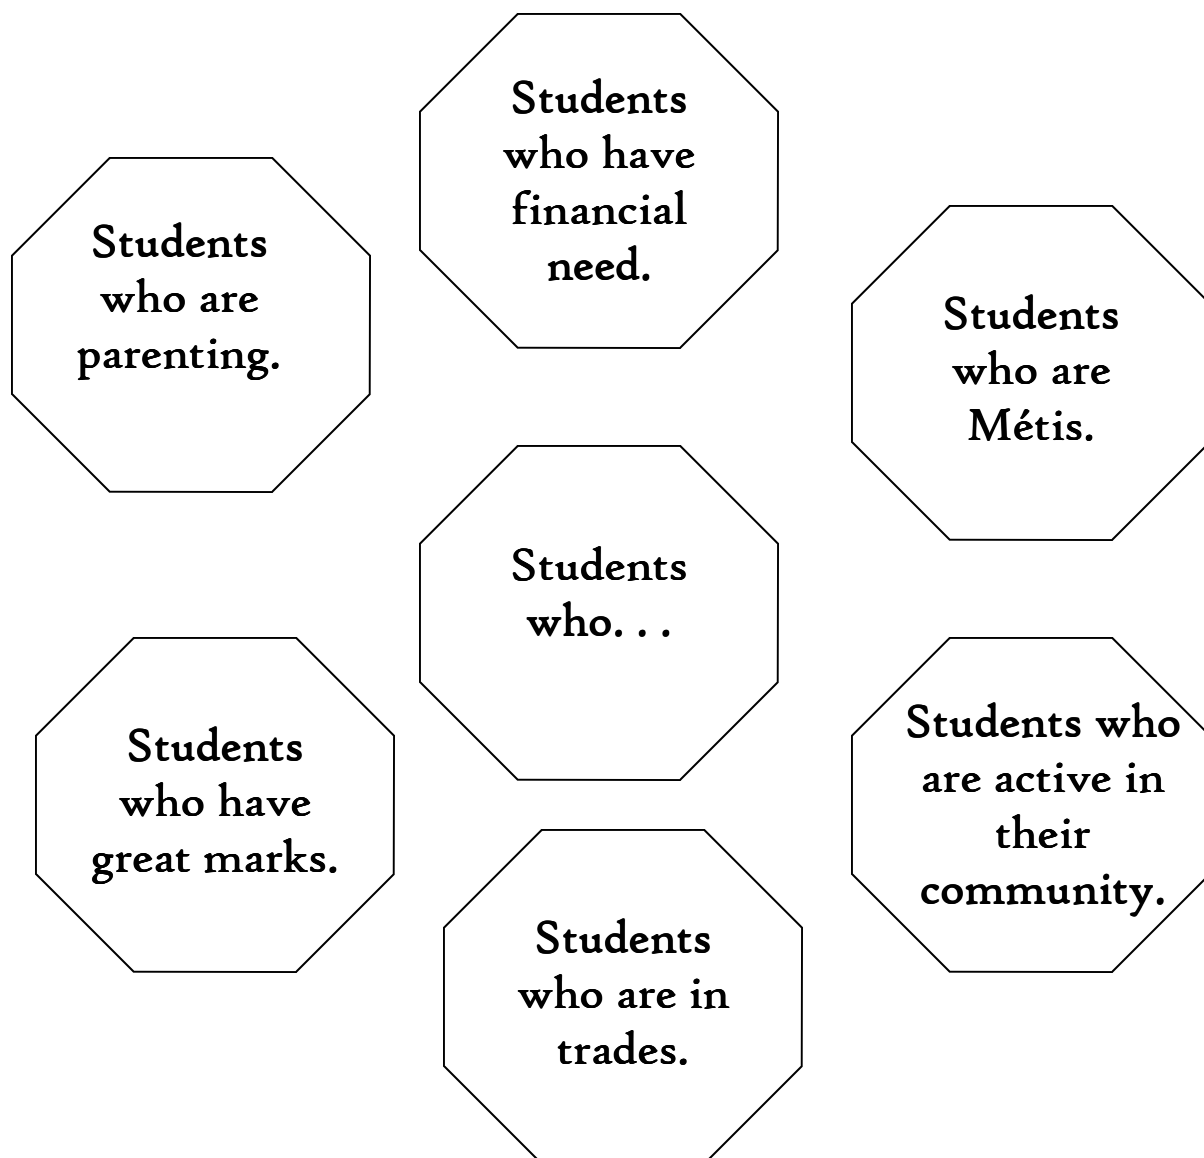 Students
who have
financial
need.
Students
who are
parenting.
Students
who are
Métis.
Students
who. . .
Students
who have
great marks.
Students who
are active in
their
community.
Students
who are in
trades.